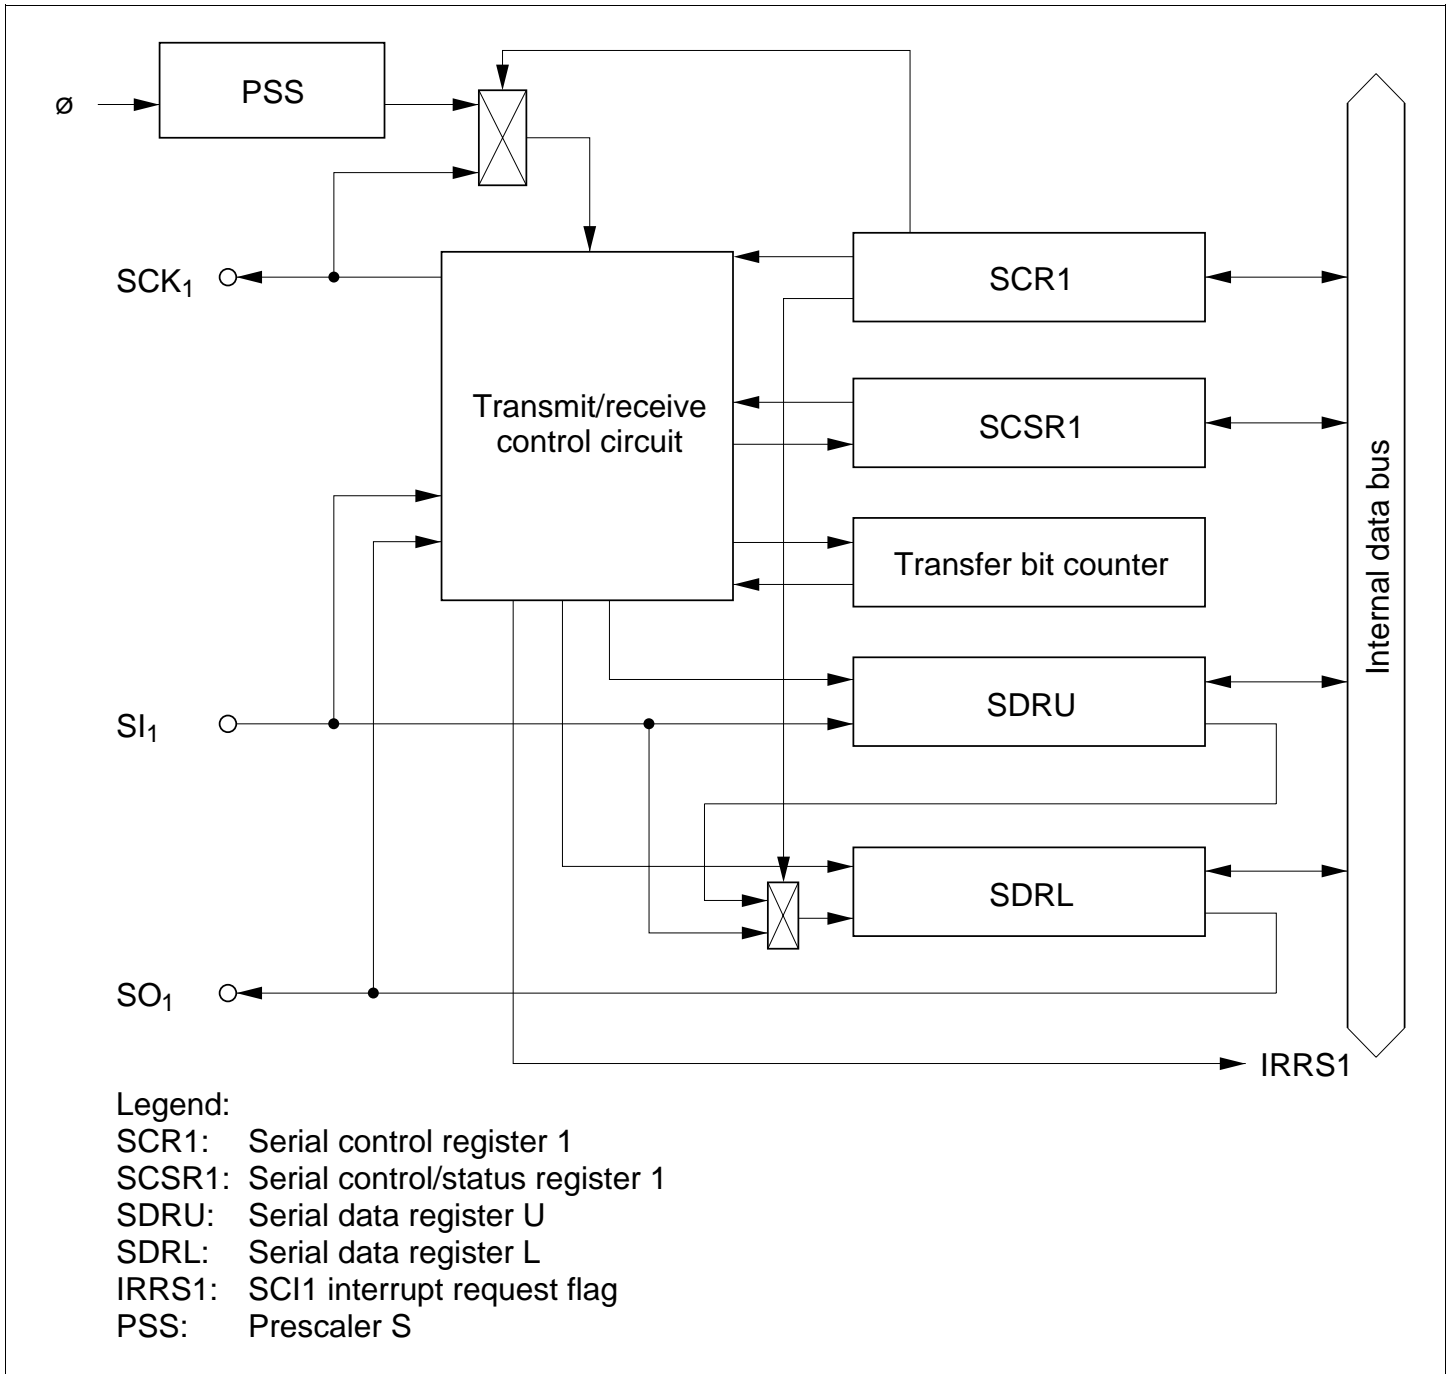 PSS
ø
SCK1
SCR1
Transmit/receive
control circuit
SCSR1
Transfer bit counter
Internal data bus
SI1
SDRU
SDRL
SO1
IRRS1
Legend:
SCR1: Serial control register 1
SCSR1: Serial control/status register 1
SDRU: Serial data register U
SDRL: Serial data register L
IRRS1: SCI1 interrupt request flag
PSS: Prescaler S